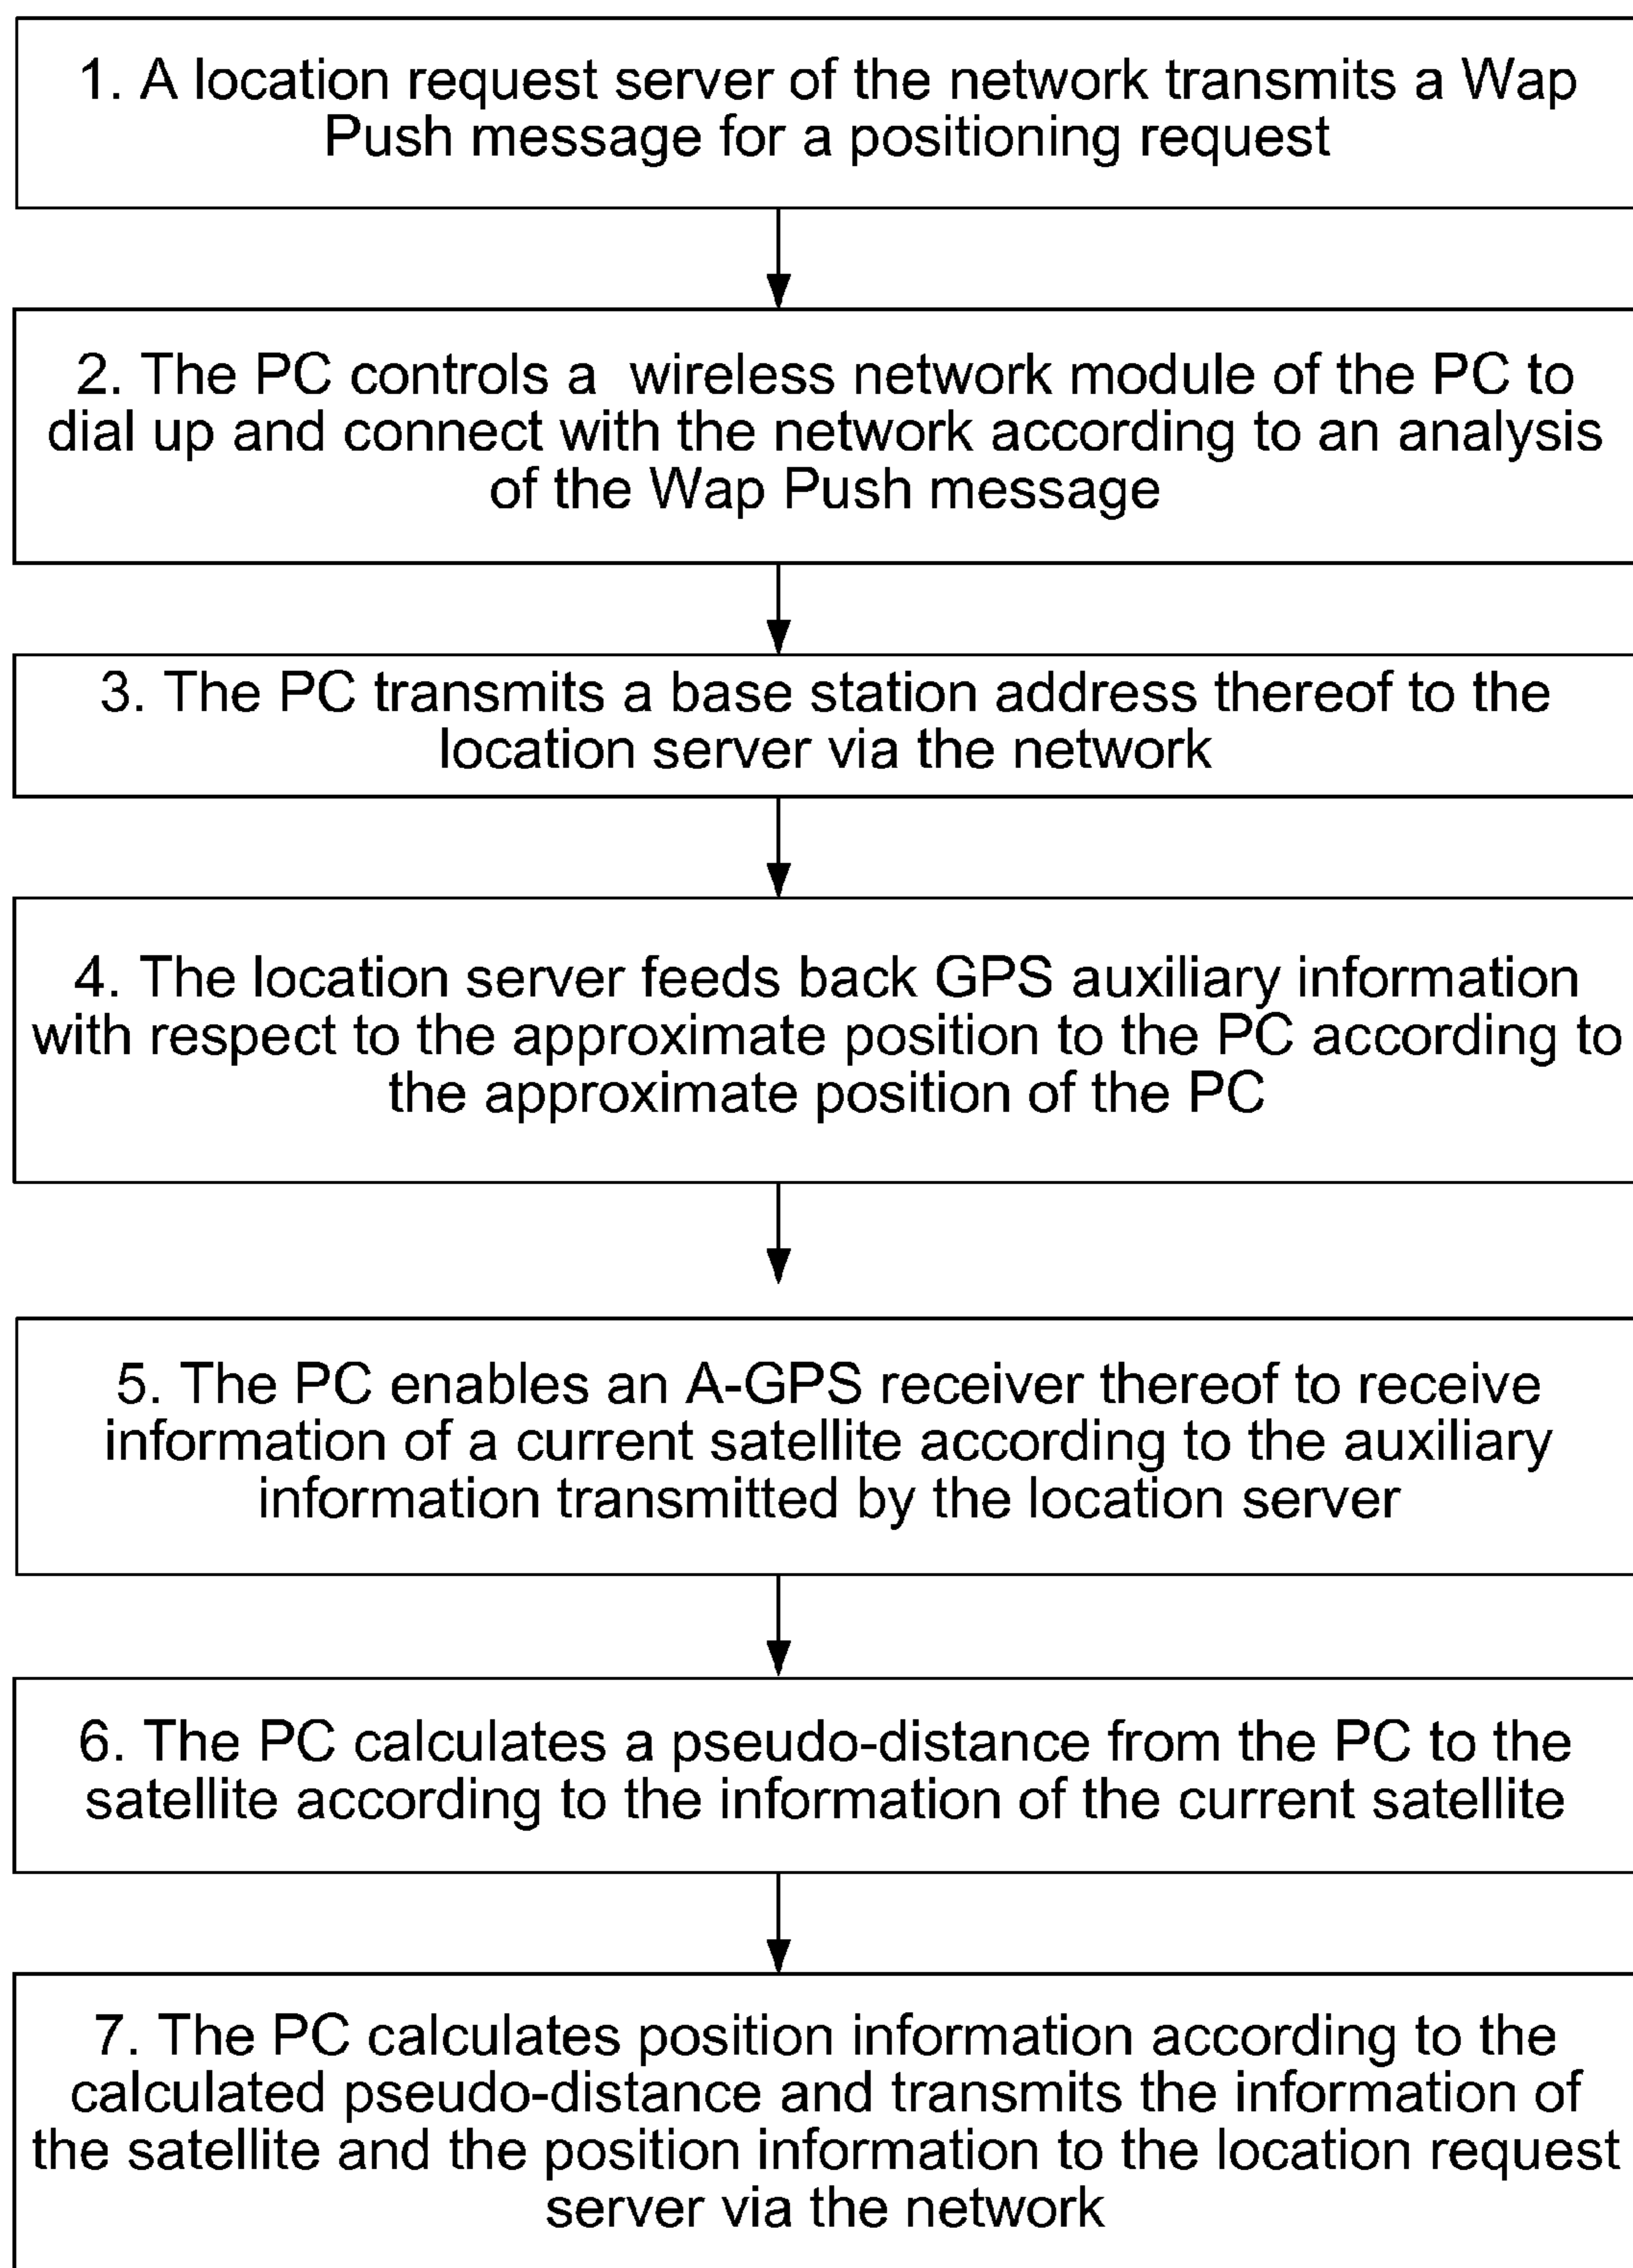 1. A location request server of the network transmits a Wap
Push message for a positioning request
2. The PC controls a wireless network module of the PC to
dial up and connect with the network according to an analysis
of the Wap Push message
3. The PC transmits a base station address thereof to the
location server via the network
4. The location server feeds back GPS auxiliary information
with respect to the approximate position to the PC according to
the approximate position of the PC
5. The PC enables an A-GPS receiver thereof to receive
information of a current satellite according to the auxiliary
information transmitted by the location server
6. The PC calculates a pseudo-distance from the PC to the
satellite according to the information of the current satellite
7. The PC calculates position information according to the
calculated pseudo-distance and transmits the information of
the satellite and the position information to the location request
server via the network